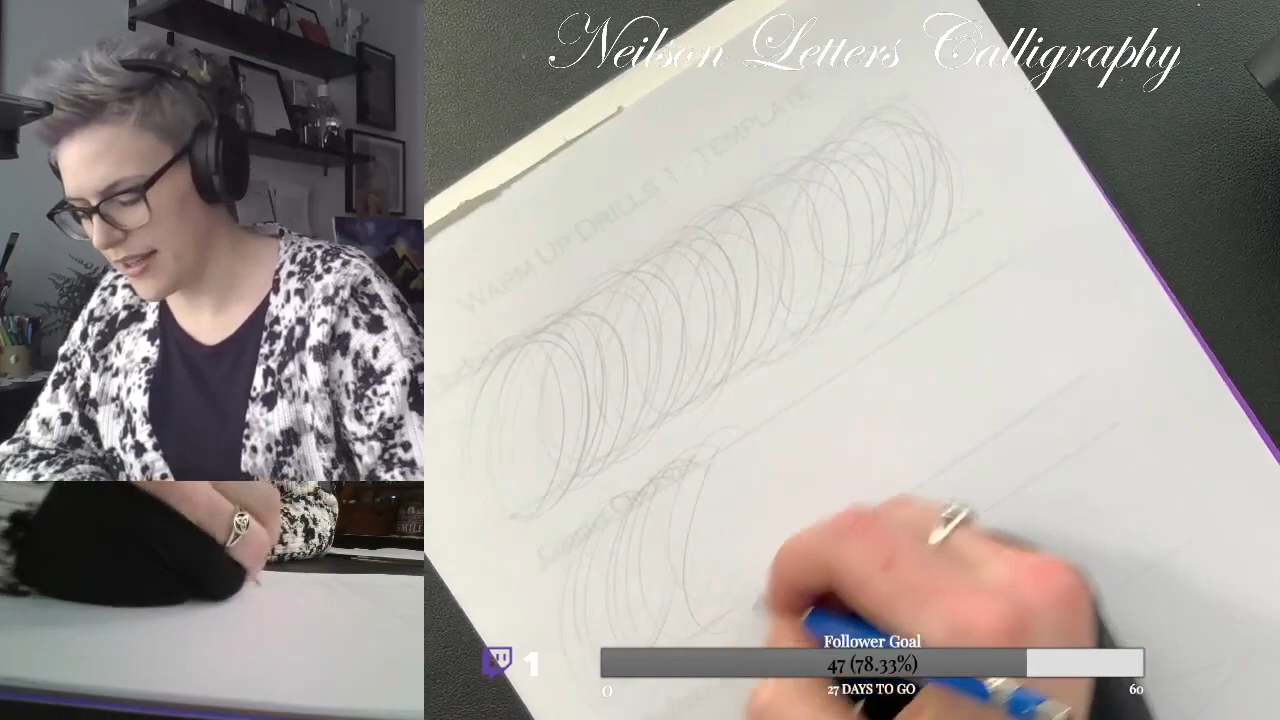 Neilson Letters Calligraphy
WARM UP DRILLS 1 - TEMPLATE
SMILE
Follower Goal
47 (78.33%)
1
0
27 DAYS TO GO
60